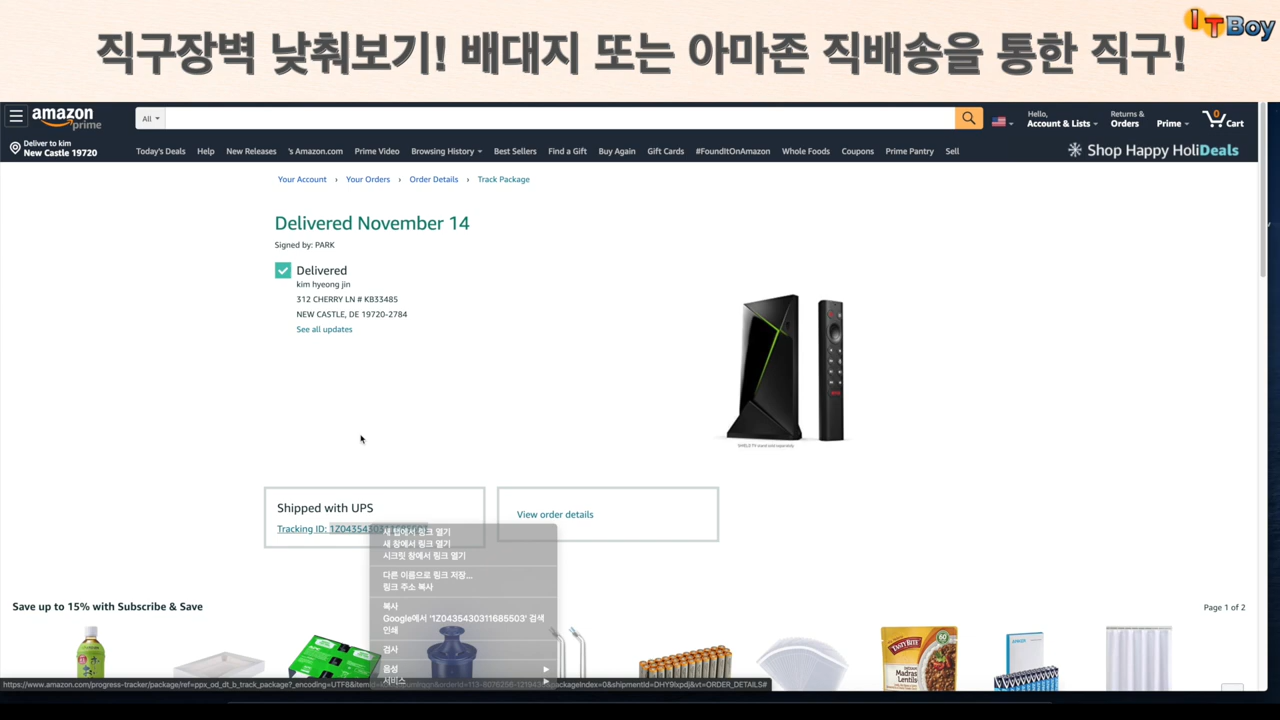 직구장벽 낮춰보기! 배대지 또는 아마존 직배송을 통한 직구!
ITBoy
amazon prime
All
Hello,
Account & Lists
Returns & Orders
Prime
0 Cart
Deliver to kim
New Castle 19720
Today's Deals Help New Releases 's Amazon.com Prime Video Browsing History Best Sellers Find a Gift Buy Again Gift Cards #FoundItOnAmazon Whole Foods Coupons Prime Pantry Sell
Shop Happy HoliDeals
Your Account › Your Orders › Order Details › Track Package
Delivered November 14
Signed by: PARK
Delivered
kim hyeong jin
312 CHERRY LN # KB33485
NEW CASTLE, DE 19720-2784
See all updates
Shipped with UPS
View order details
Tracking ID:
새 탭에서 링크 열기
새 창에서 링크 열기
시크릿 창에서 링크 열기
다른 이름으로 링크 저장...
링크 주소 복사
복사
Google에서 '1Z0435430311685503' 검색
인쇄
검사
음성
서비스
Save up to 15% with Subscribe & Save
Page 1 of 2
TASTY BITE
Madras Lentils